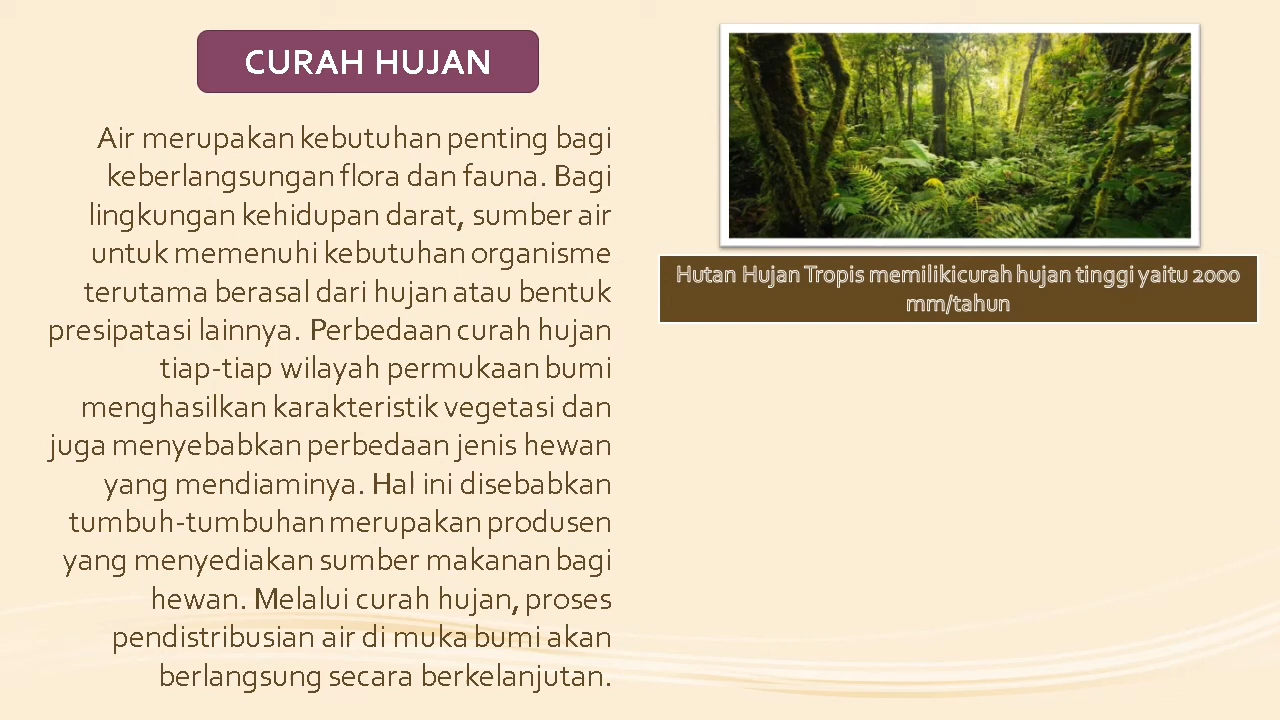 CURAH HUJAN
Air merupakan kebutuhan penting bagi
keberlangsungan flora dan fauna. Bagi
lingkungan kehidupan darat, sumber air
untuk memenuhi kebutuhan organisme
terutama berasal dari hujan atau bentuk
presipatasi lainnya. Perbedaan curah hujan
tiap-tiap wilayah permukaan bumi
menghasilkan karakteristik vegetasi dan
juga menyebabkan perbedaan jenis hewan
yang mendiaminya. Hal ini disebabkan
tumbuh-tumbuhan merupakan produsen
yang menyediakan sumber makanan bagi
hewan. Melalui curah hujan, proses
pendistribusian air di muka bumi akan
berlangsung secara berkelanjutan.
Hutan Hujan Tropis memilikicurah hujan tinggi yaitu 2000
mm/tahun